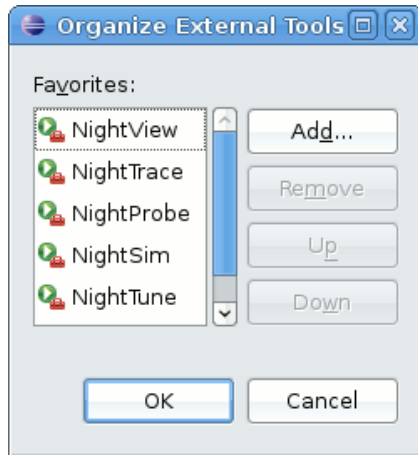 Organize External Tools
Favorites:
NightView
NightTrace
NightProbe
NightSim
NightTune
Add...
Remove
Up
Down
OK
Cancel